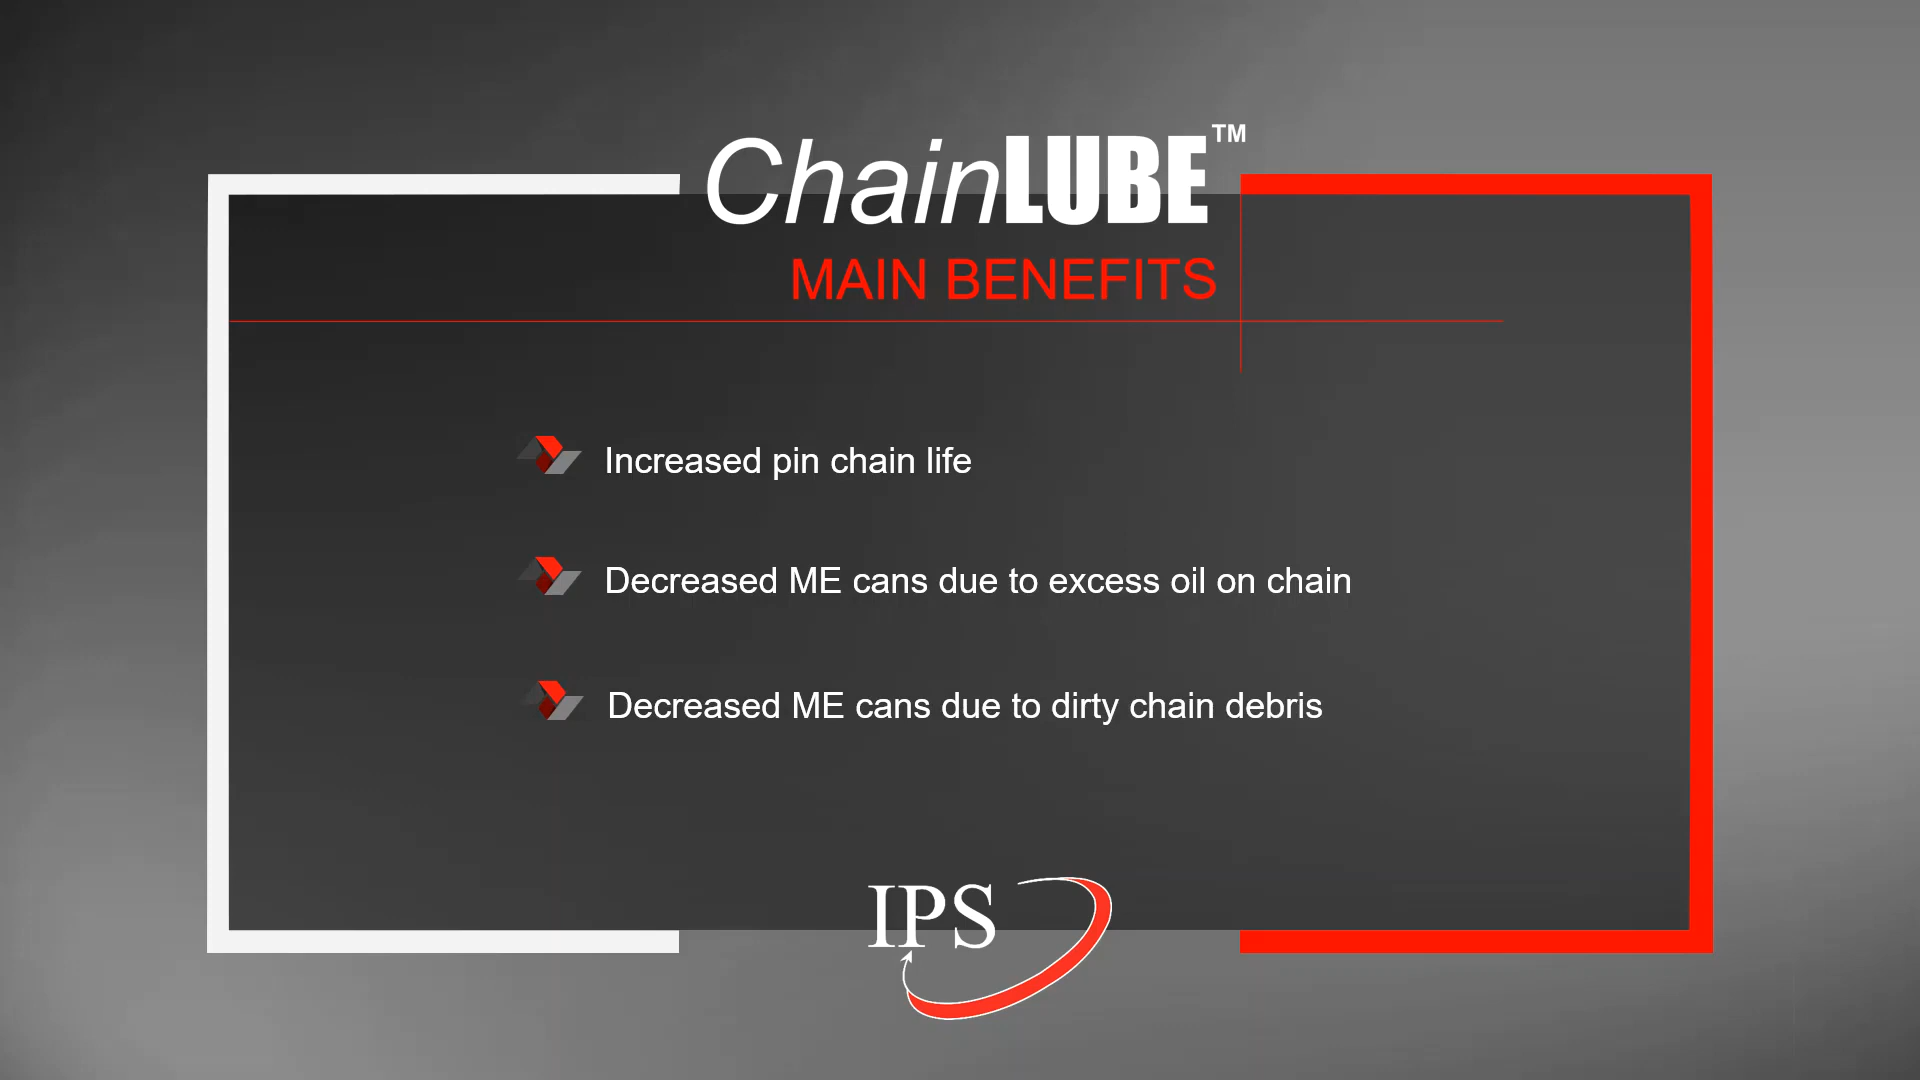 ChainLUBE™
MAIN BENEFITS
Increased pin chain life
Decreased ME cans due to excess oil on chain
Decreased ME cans due to dirty chain debris
IPS